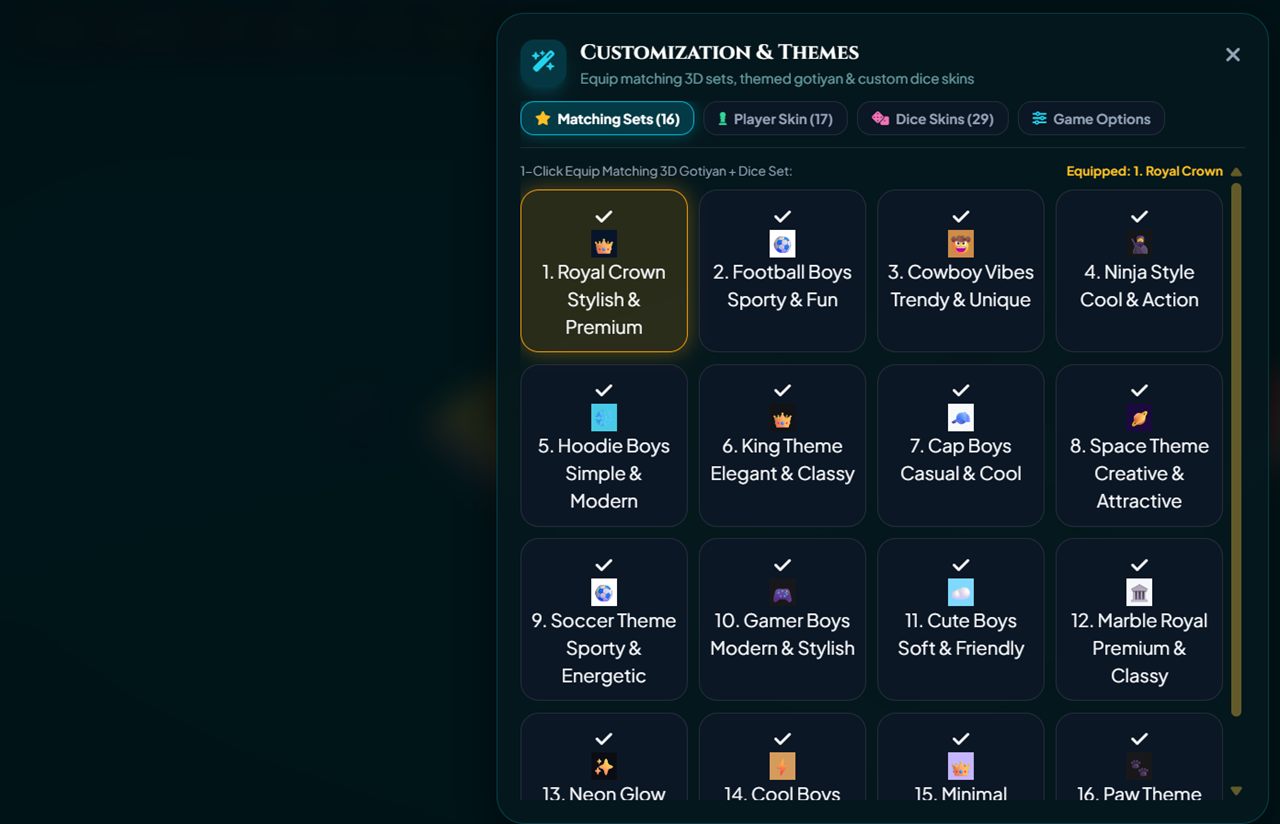 Customization & Themes
Equip matching 3D sets, themed gotiyan & custom dice skins
Matching Sets (16)
Player Skin (17)
Dice Skins (29)
Game Options
1-Click Equip Matching 3D Gotiyan + Dice Set:
Equipped: 1. Royal Crown
1. Royal Crown
Stylish &
Premium
2. Football Boys
Sporty & Fun
3. Cowboy Vibes
Trendy & Unique
4. Ninja Style
Cool & Action
5. Hoodie Boys
Simple &
Modern
6. King Theme
Elegant & Classy
7. Cap Boys
Casual & Cool
8. Space Theme
Creative &
Attractive
9. Soccer Theme
Sporty &
Energetic
10. Gamer Boys
Modern & Stylish
11. Cute Boys
Soft & Friendly
12. Marble Royal
Premium &
Classy
13. Neon Glow
14. Cool Boys
15. Minimal
16. Paw Theme